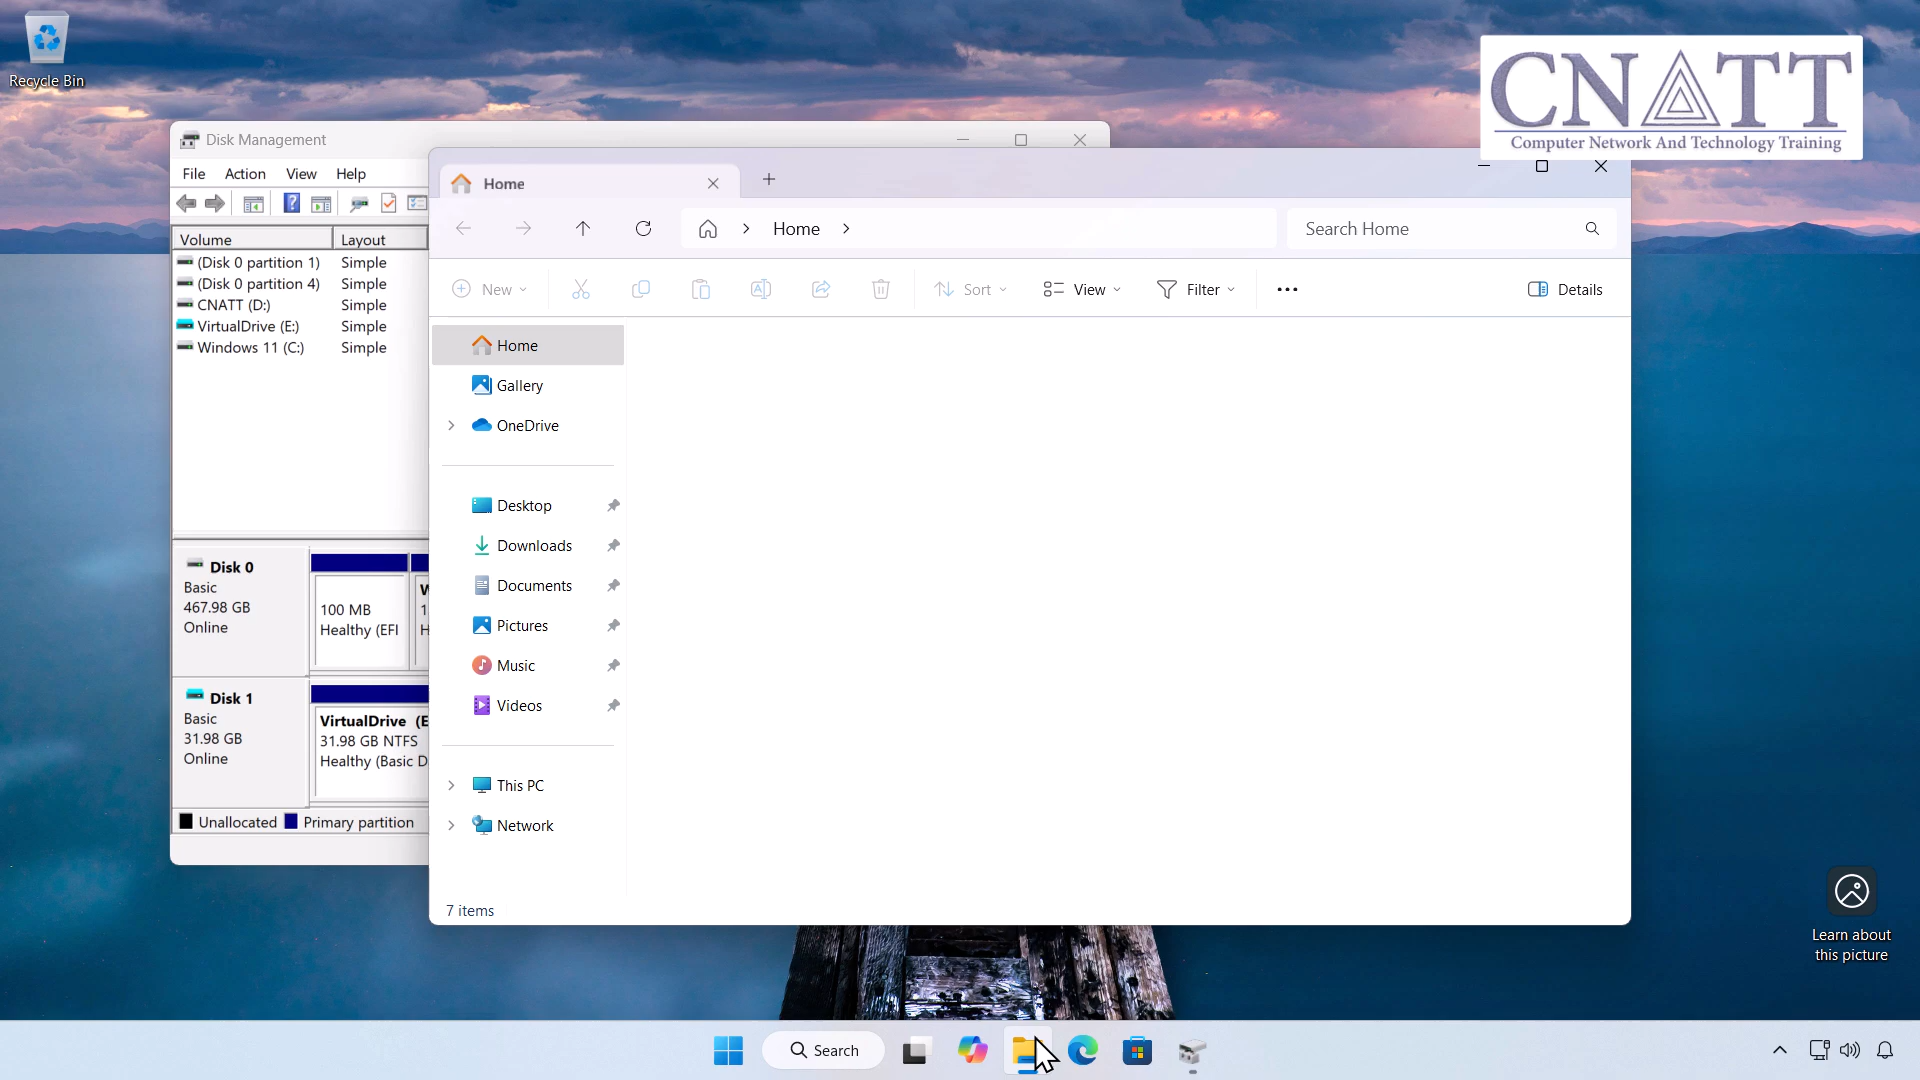 Recycle Bin
CNATT
Computer Network And Technology Training
Disk Management
File Action View Help
Volume Layout
(Disk 0 partition 1) Simple
(Disk 0 partition 4) Simple
CNATT (D:) Simple
VirtualDrive (E:) Simple
Windows 11 (C:) Simple
Disk 0
Basic
467.98 GB
Online
100 MB
Healthy (EFI
Disk 1
Basic
31.98 GB
Online
VirtualDrive (E
31.98 GB NTFS
Healthy (Basic D
Unallocated Primary partition
Home
Home
Search Home
New
Sort
View
Filter
Details
Home
Gallery
OneDrive
Desktop
Downloads
Documents
Pictures
Music
Videos
This PC
Network
7 items
Learn about
this picture
Search